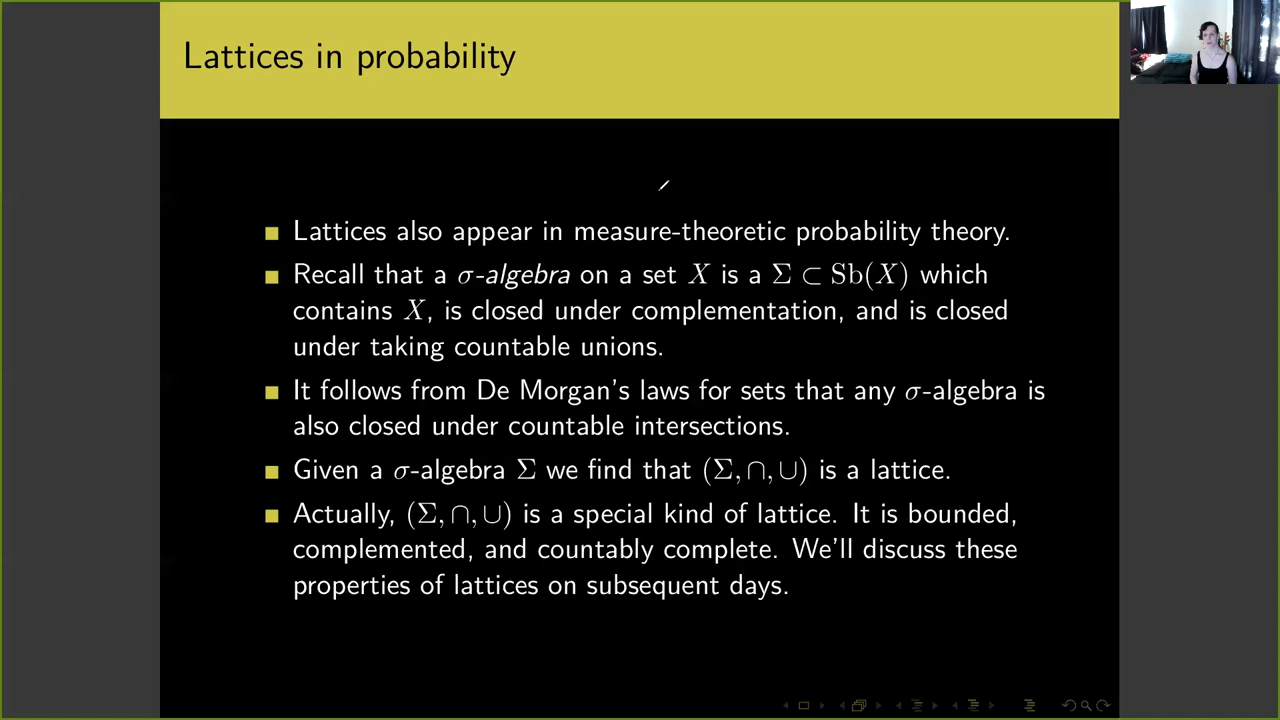 Lattices in probability
Lattices also appear in measure-theoretic probability theory.
Recall that a σ-algebra on a set X is a Σ ⊂ Sb(X) which
contains X, is closed under complementation, and is closed
under taking countable unions.
It follows from De Morgan's laws for sets that any σ-algebra is
also closed under countable intersections.
Given a σ-algebra Σ we find that (Σ, ∩, ∪) is a lattice.
Actually, (Σ, ∩, ∪) is a special kind of lattice. It is bounded,
complemented, and countably complete. We'll discuss these
properties of lattices on subsequent days.